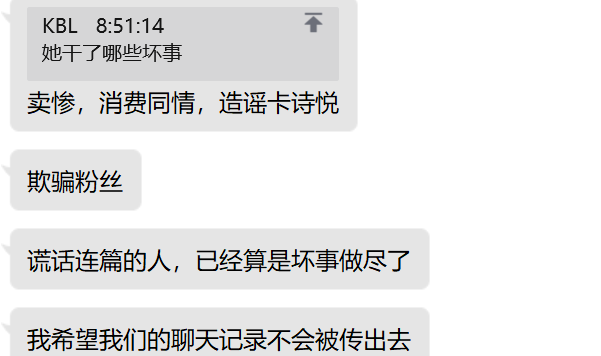 KBL 8:51:14
她干了哪些坏事
卖惨，消费同情，造谣卡诗悦
欺骗粉丝
谎话连篇的人，已经算是坏事做尽了
我希望我们的聊天记录不会被传出去